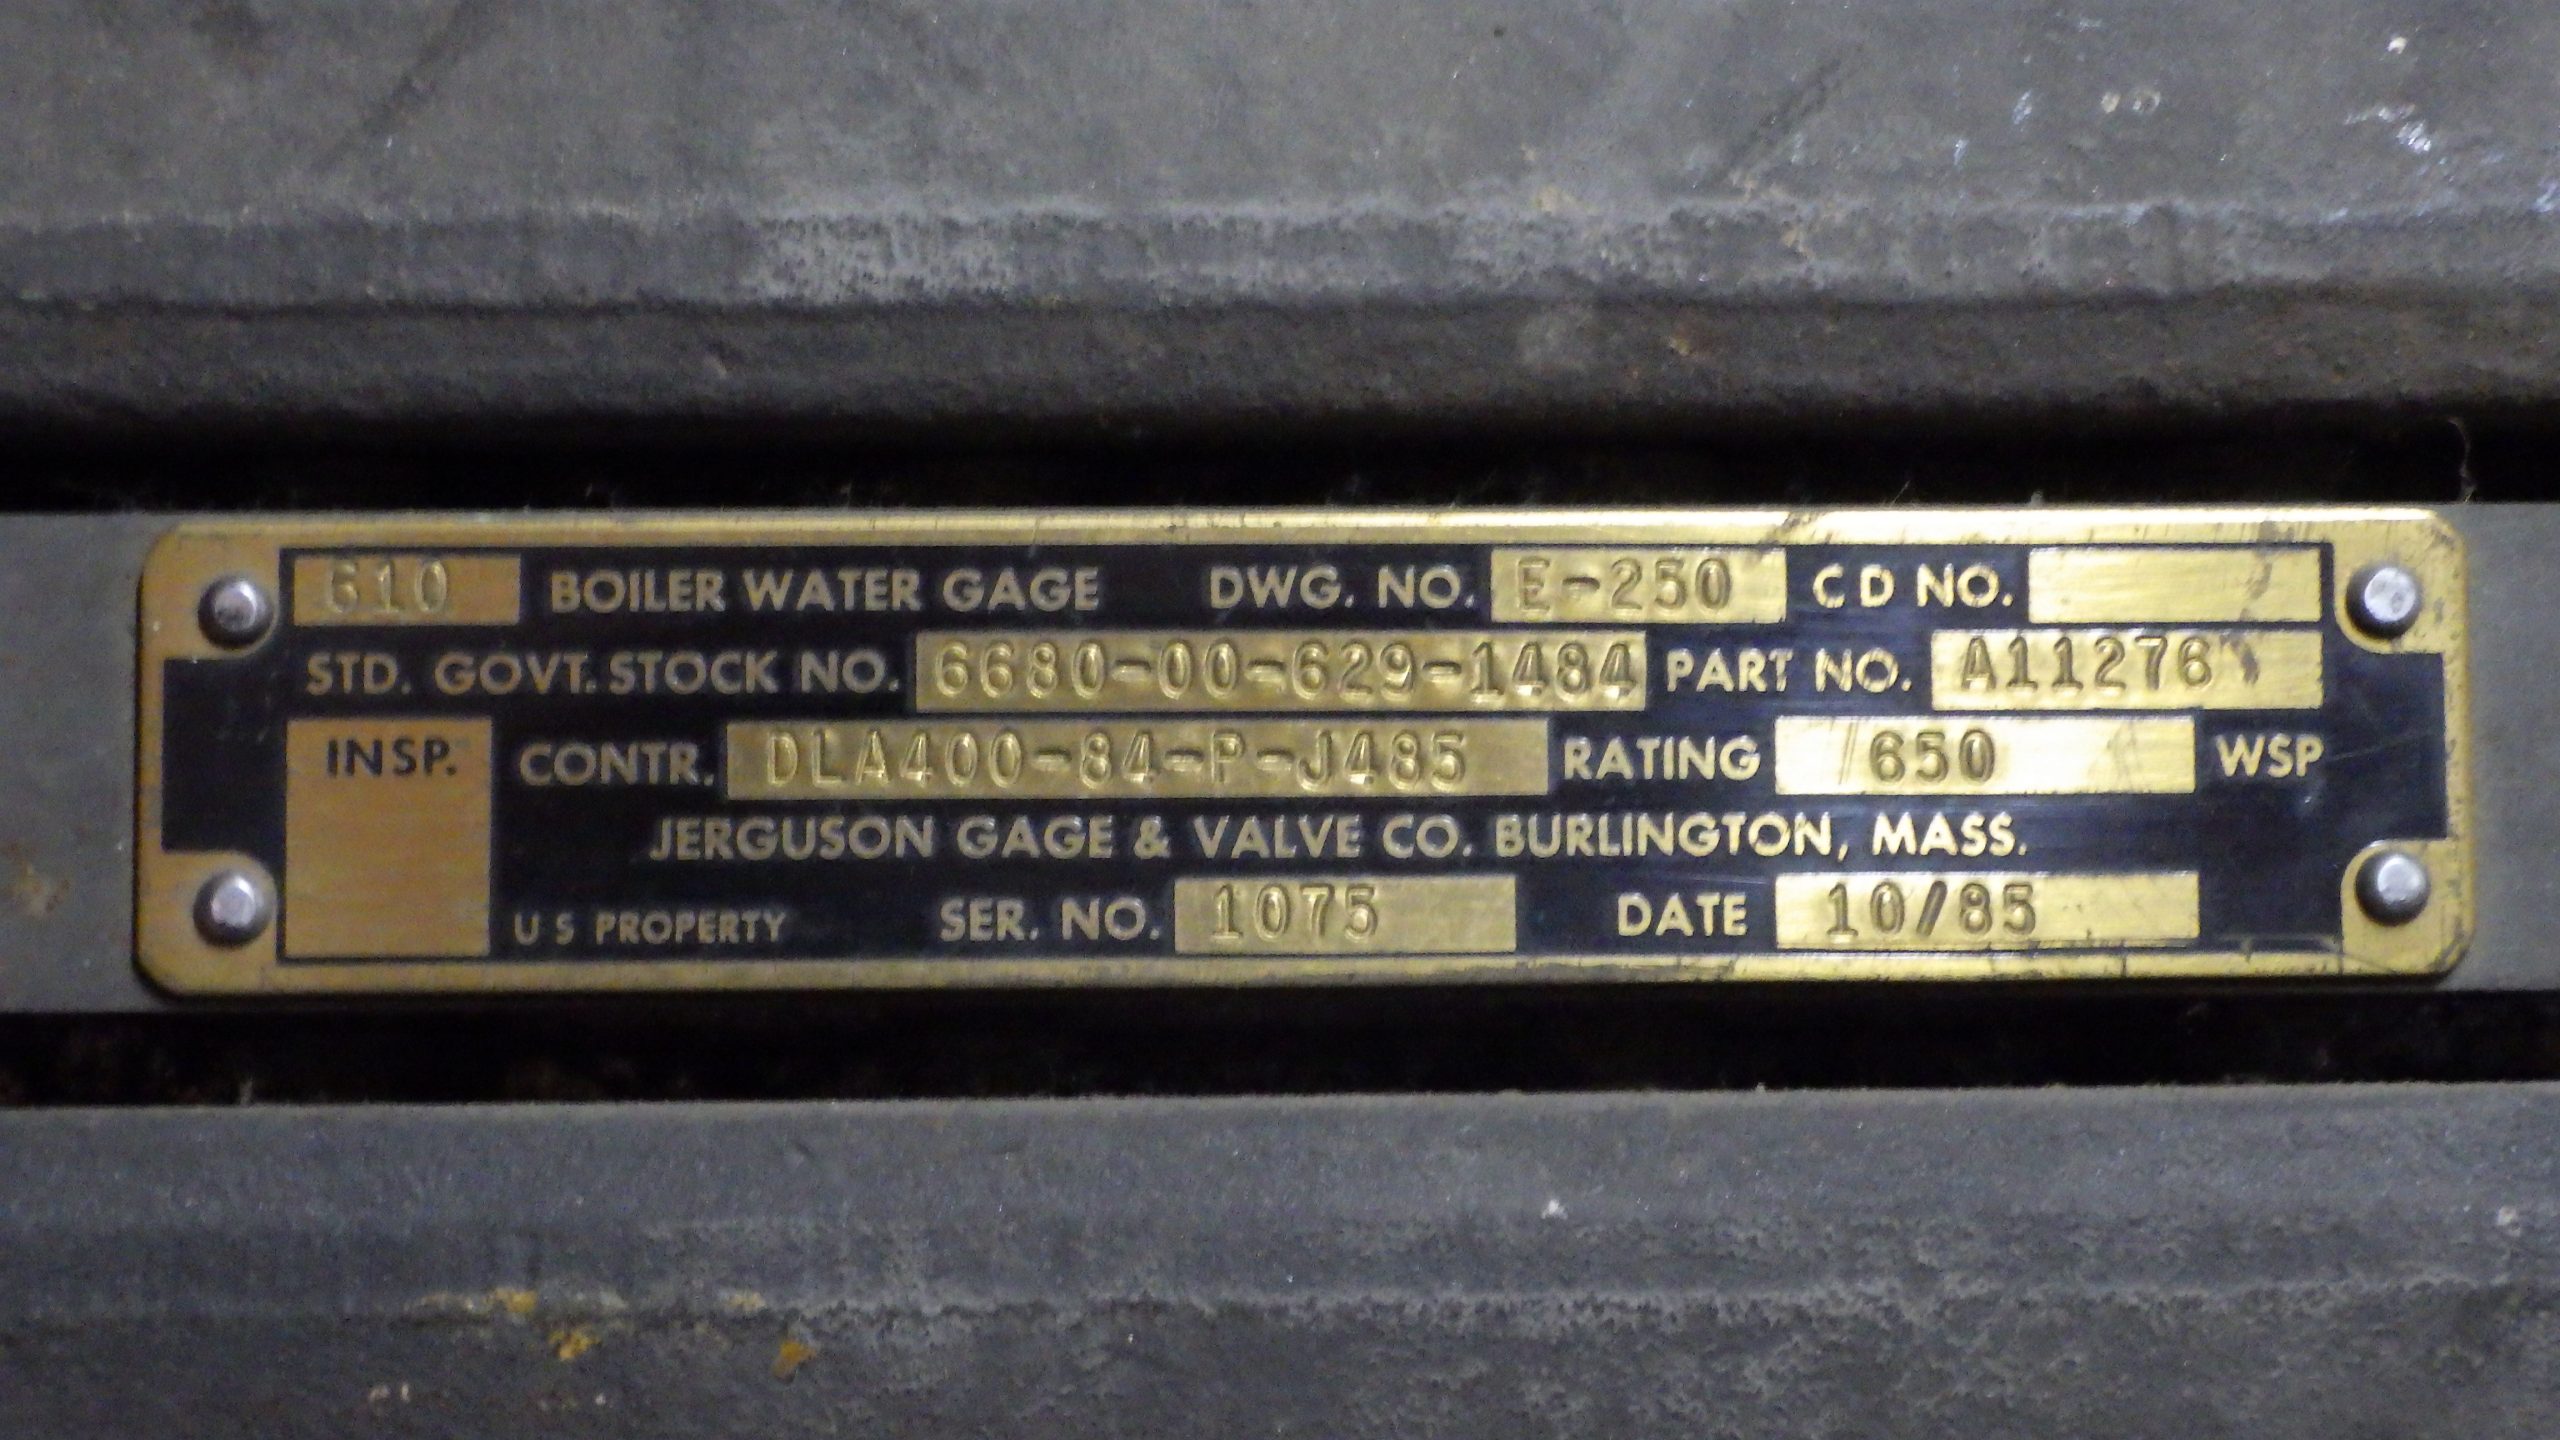 610 BOILER WATER GAGE DWG. NO. E-250 CD NO.
STD. GOVT. STOCK NO. 6680-00-629-1484 PART NO. A11276
INSP. CONTR. DLA400-84-P-J485 RATING 650 WSP
JERGUSON GAGE & VALVE CO. BURLINGTON, MASS.
U S PROPERTY SER. NO. 1075 DATE 10/85